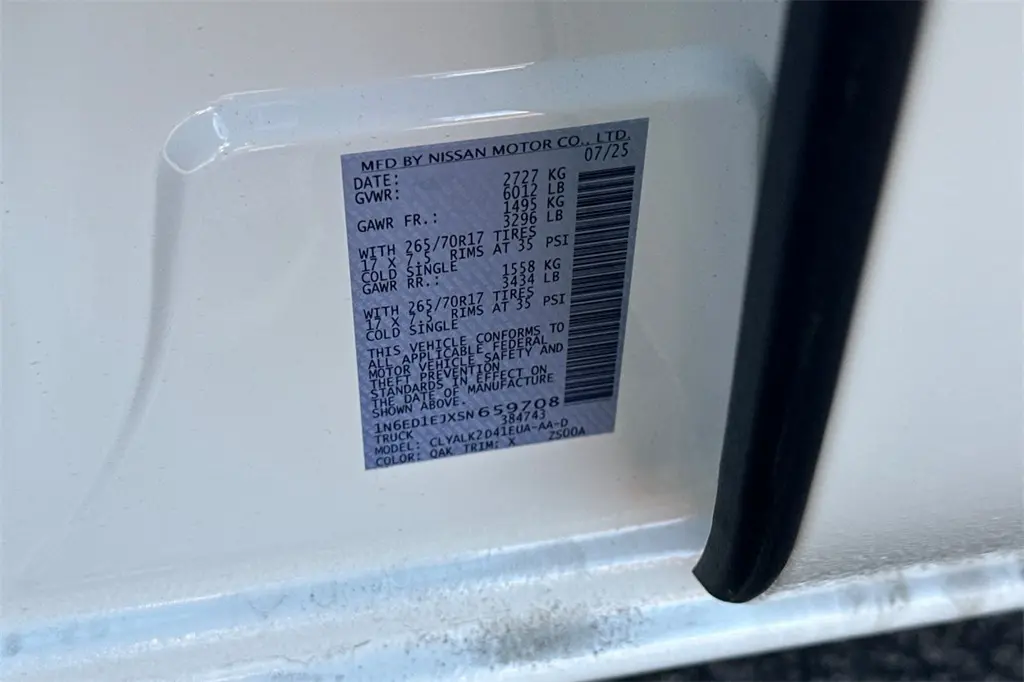 MFD BY NISSAN MOTOR CO., LTD.
DATE: 07/25
GVWR: 2727 KG
6012 LB
GAWR FR.: 1495 KG
3296 LB
WITH 265/70R17 TIRES
17 X 7.5 RIMS AT 35 PSI
COLD SINGLE
GAWR RR.: 1558 KG
3434 LB
WITH 265/70R17 TIRES
17 X 7.5 RIMS AT 35 PSI
COLD SINGLE
THIS VEHICLE CONFORMS TO
ALL APPLICABLE FEDERAL
MOTOR VEHICLE SAFETY AND
THEFT PREVENTION
STANDARDS IN EFFECT ON
THE DATE OF MANUFACTURE
SHOWN ABOVE.
1N6ED1EJXSN659708
TRUCK 384743
MODEL: CLYALK2D41EUA-AA-D
COLOR: QAK TRIM: X ZS00A